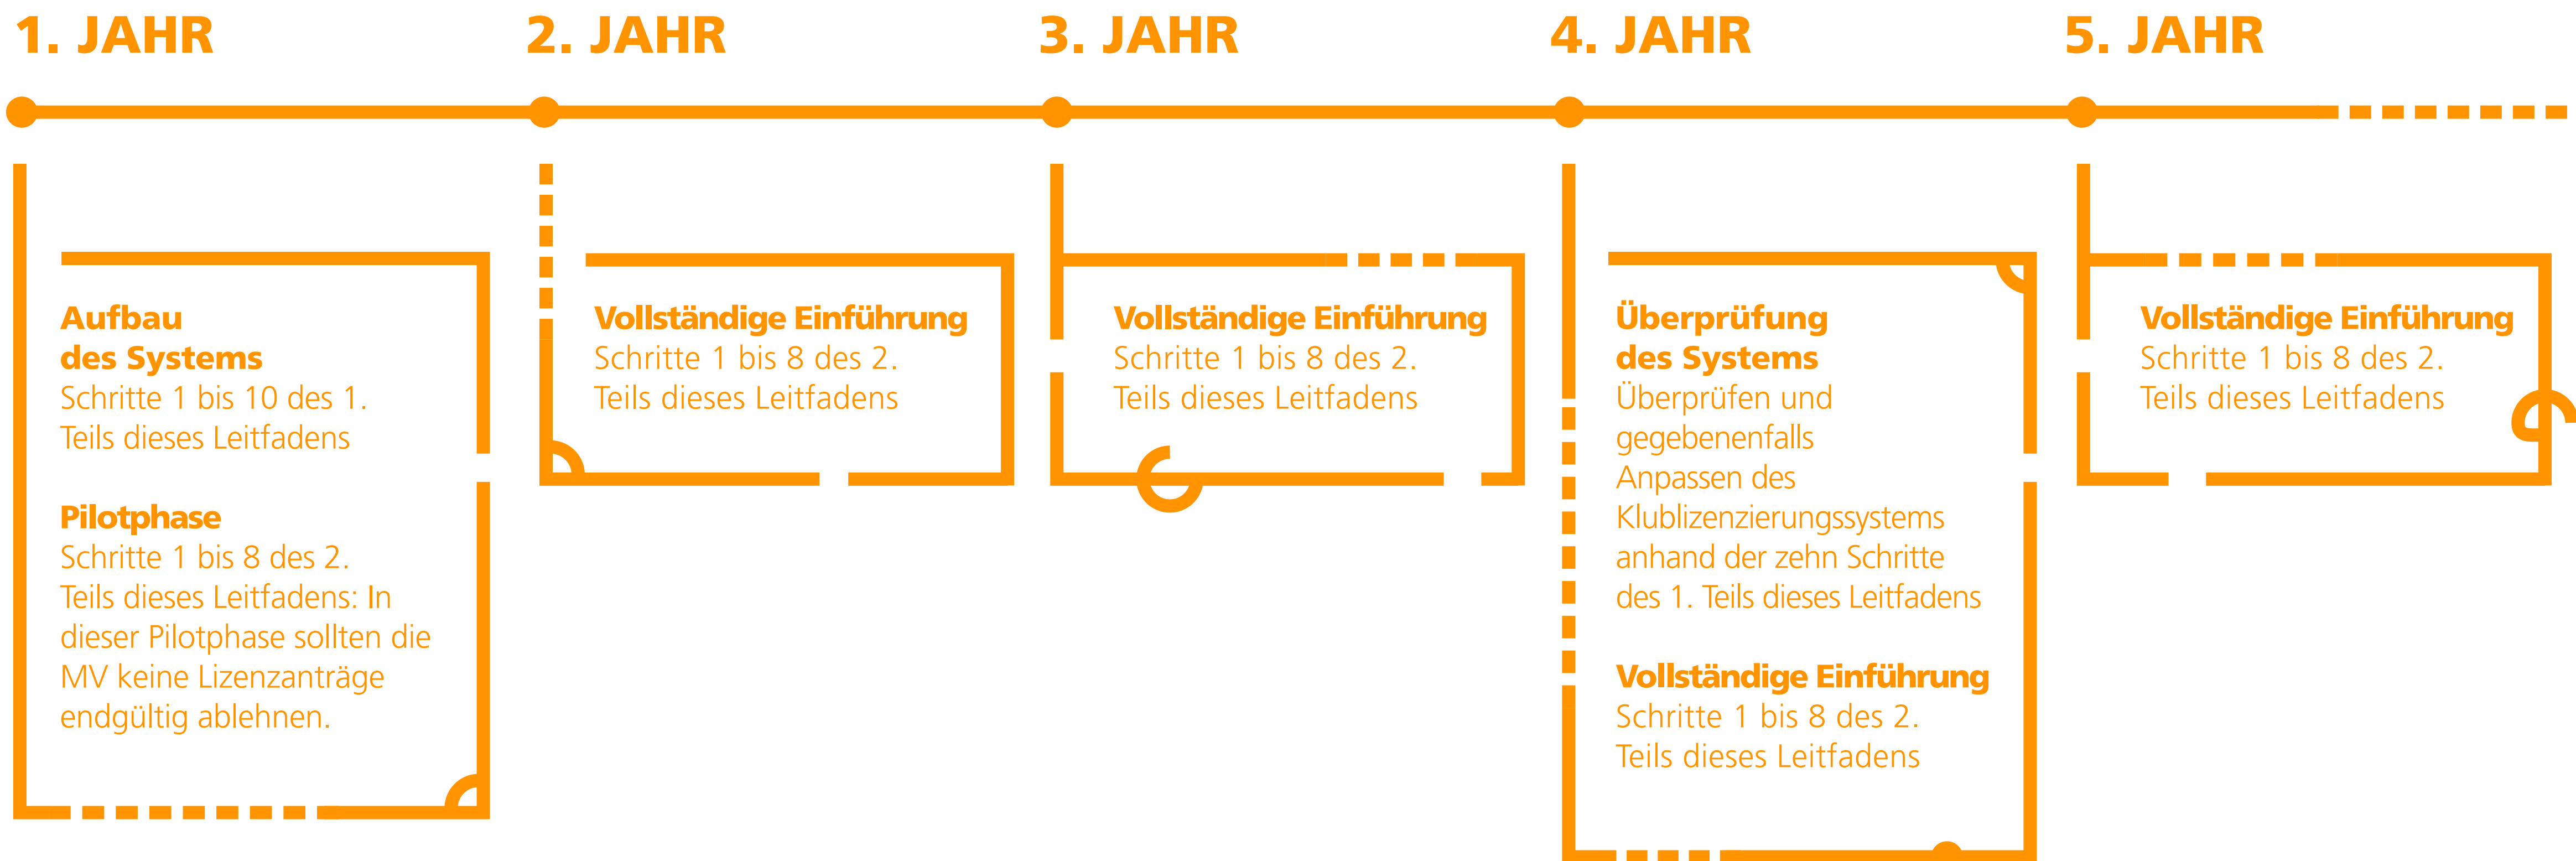 1. JAHR
2. JAHR
3. JAHR
4. JAHR
5. JAHR
Aufbau
des Systems
Schritte 1 bis 10 des 1.
Teils dieses Leitfadens
Pilotphase
Schritte 1 bis 8 des 2.
Teils dieses Leitfadens: In
dieser Pilotphase sollten die
MV keine Lizenzanträge
endgültig ablehnen.
Vollständige Einführung
Schritte 1 bis 8 des 2.
Teils dieses Leitfadens
Vollständige Einführung
Schritte 1 bis 8 des 2.
Teils dieses Leitfadens
Überprüfung
des Systems
Überprüfen und
gegebenenfalls
Anpassen des
Klublizenzierungssystems
anhand der zehn Schritte
des 1. Teils dieses Leitfadens
Vollständige Einführung
Schritte 1 bis 8 des 2.
Teils dieses Leitfadens
Vollständige Einführung
Schritte 1 bis 8 des 2.
Teils dieses Leitfadens